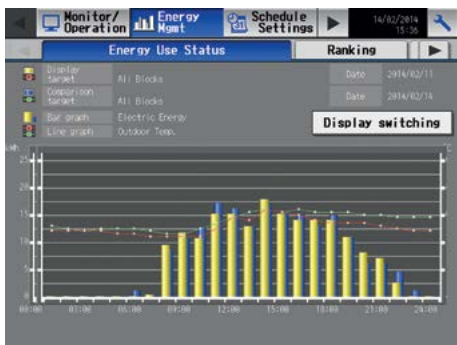 Monitor/ Operation
Energy Mgmt
Schedule Settings
14/02/2014
15:36
Energy Use Status
Ranking
Display target
All Blocks
Date
2014/02/11
Comparison target
All Blocks
Date
2014/02/14
Bar graph
Electric Energy
Line graph
Outdoor Temp.
Display switching
kWh
°C
25
20
15
10
5
0
00:00 03:00 06:00 09:00 12:00 15:00 18:00 21:00 24:00